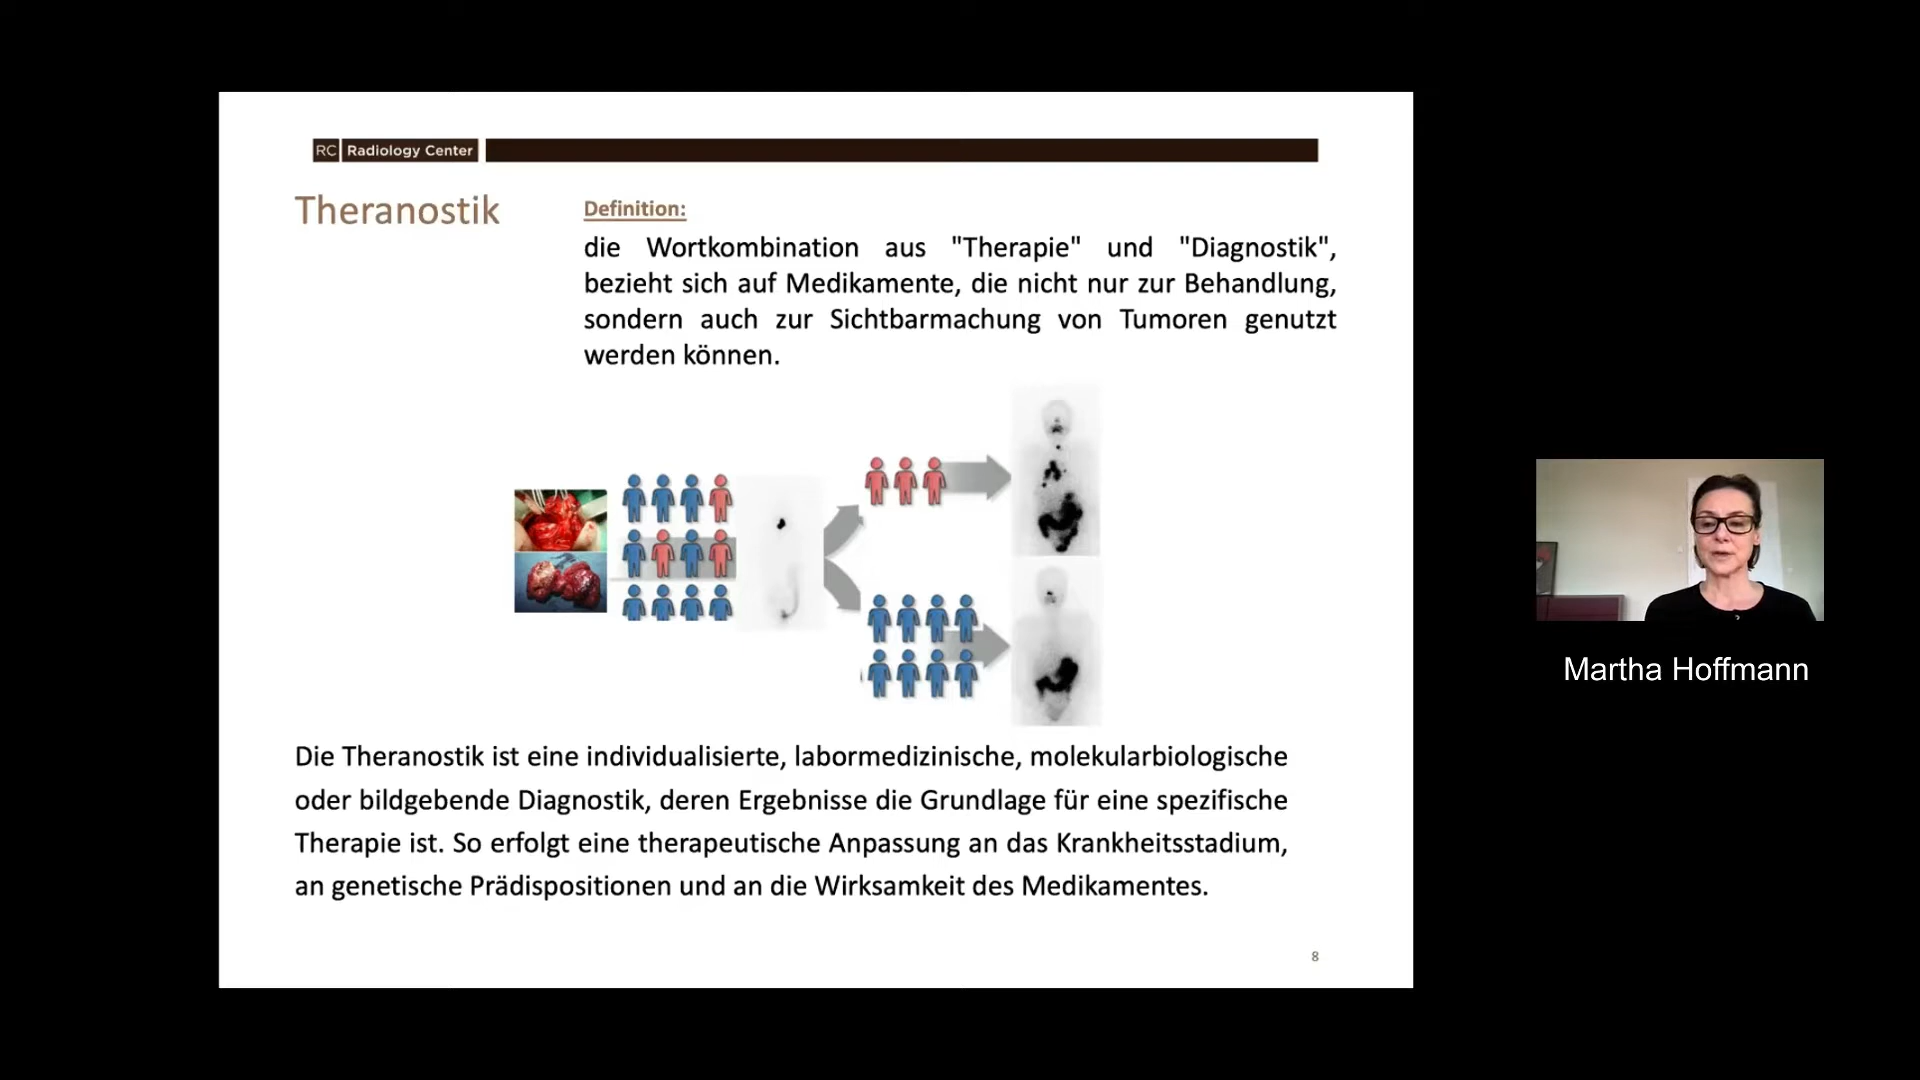 RC Radiology Center
Theranostik
Definition:
die Wortkombination aus "Therapie" und "Diagnostik",
bezieht sich auf Medikamente, die nicht nur zur Behandlung,
sondern auch zur Sichtbarmachung von Tumoren genutzt
werden können.
Die Theranostik ist eine individualisierte, labormedizinische, molekularbiologische
oder bildgebende Diagnostik, deren Ergebnisse die Grundlage für eine spezifische
Therapie ist. So erfolgt eine therapeutische Anpassung an das Krankheitsstadium,
an genetische Prädispositionen und an die Wirksamkeit des Medikamentes.
8
Martha Hoffmann